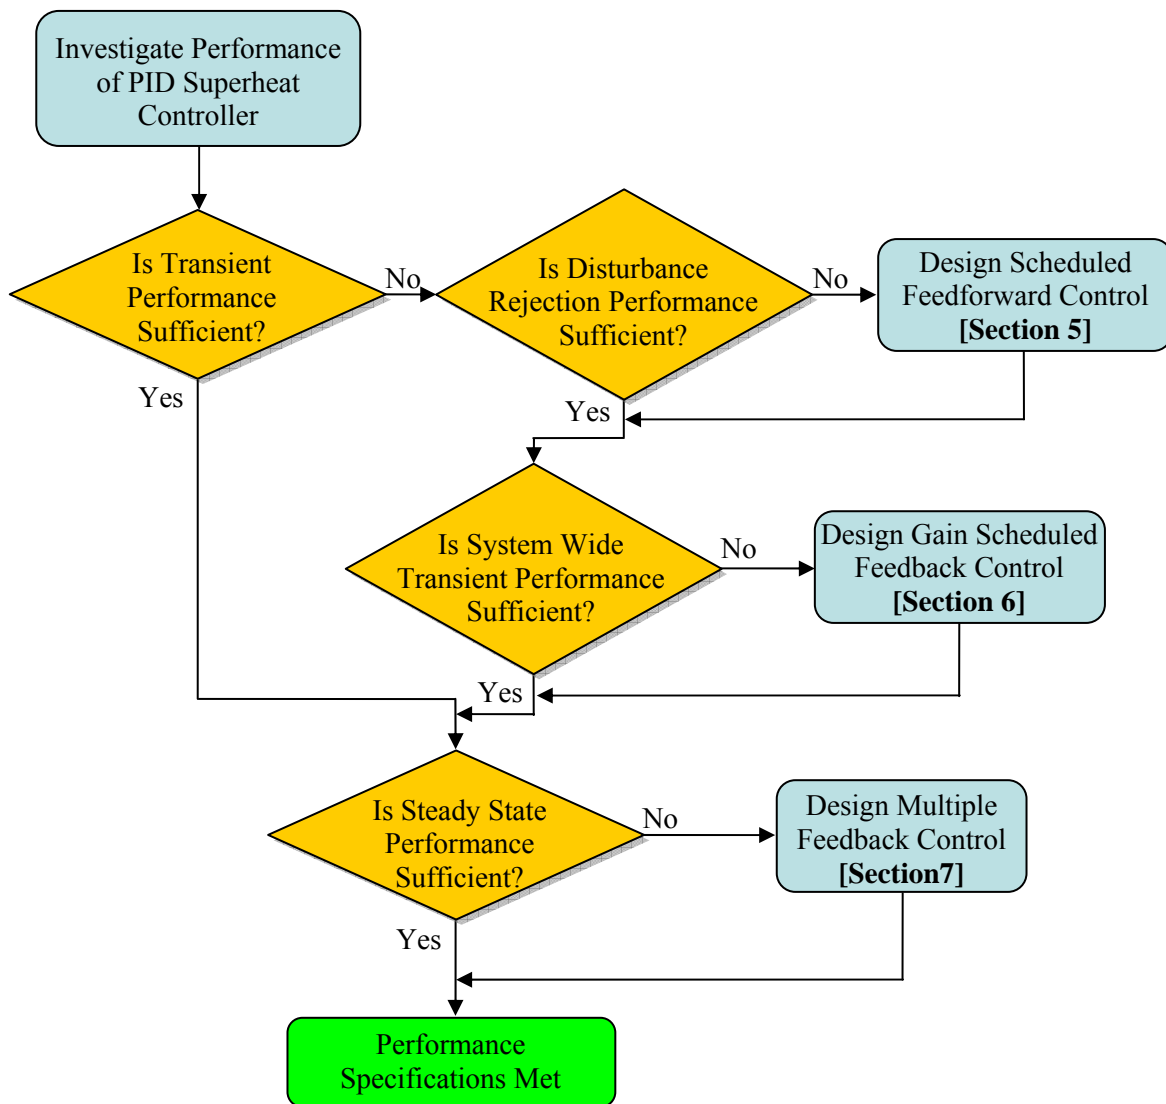 Investigate Performance
of PID Superheat
Controller
Is Transient
Performance
Sufficient?
No
Is Disturbance
Rejection Performance
Sufficient?
No
Design Scheduled
Feedforward Control
[Section 5]
Yes
Yes
Is System Wide
Transient Performance
Sufficient?
No
Design Gain Scheduled
Feedback Control
[Section 6]
Yes
Is Steady State
Performance
Sufficient?
No
Design Multiple
Feedback Control
[Section7]
Yes
Performance
Specifications Met